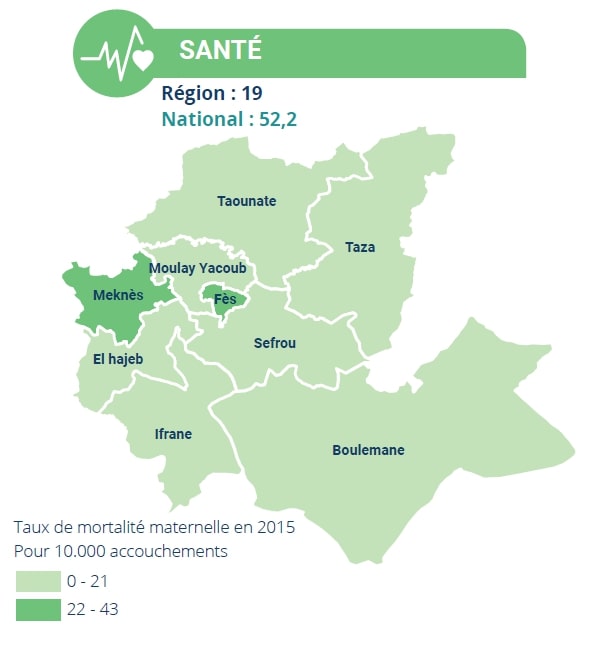 SANTÉ
Région : 19
National : 52,2
Taounate
Taza
Moulay Yacoub
Meknès
Fès
Sefrou
El hajeb
Ifrane
Boulemane
Taux de mortalité maternelle en 2015
Pour 10.000 accouchements
0 - 21
22 - 43